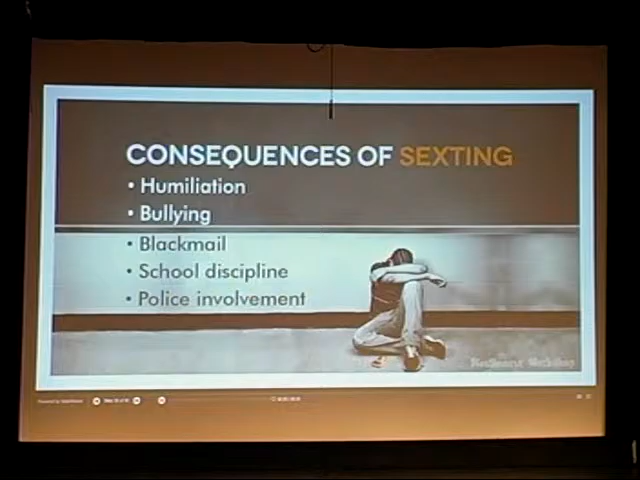 CONSEQUENCES OF SEXTING
• Humiliation
• Bullying
• Blackmail
• School discipline
• Police involvement